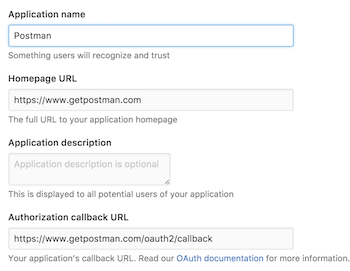 Application name
Postman
Something users will recognize and trust
Homepage URL
https://www.getpostman.com
The full URL to your application homepage
Application description
Application description is optional
This is displayed to all potential users of your application
Authorization callback URL
https://www.getpostman.com/oauth2/callback
Your application's callback URL. Read our OAuth documentation for more information.